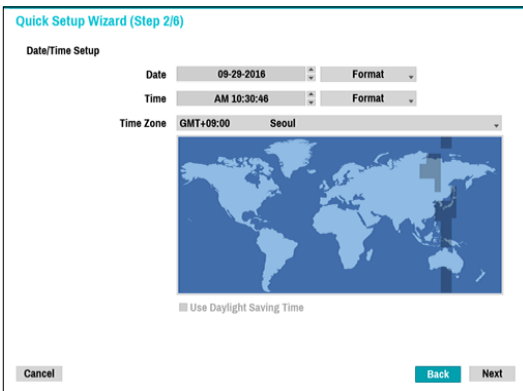 Quick Setup Wizard (Step 2/6)
Date/Time Setup
Date 09-29-2016 Format
Time AM 10:30:46 Format
Time Zone GMT+09:00 Seoul
Use Daylight Saving Time
Cancel Back Next